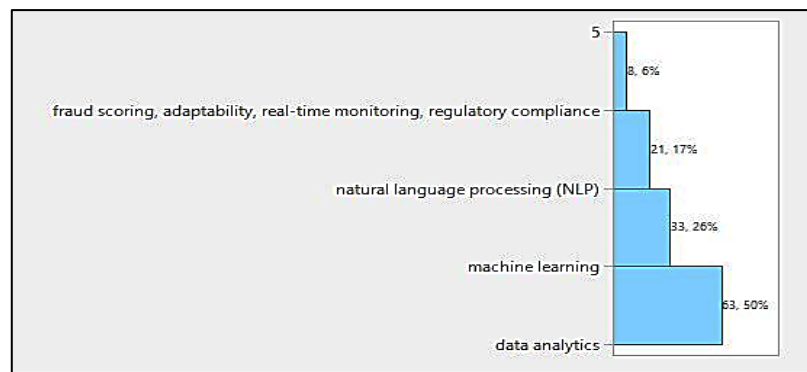 5
8, 6%
fraud scoring, adaptability, real-time monitoring, regulatory compliance
21, 17%
natural language processing (NLP)
33, 26%
machine learning
63, 50%
data analytics